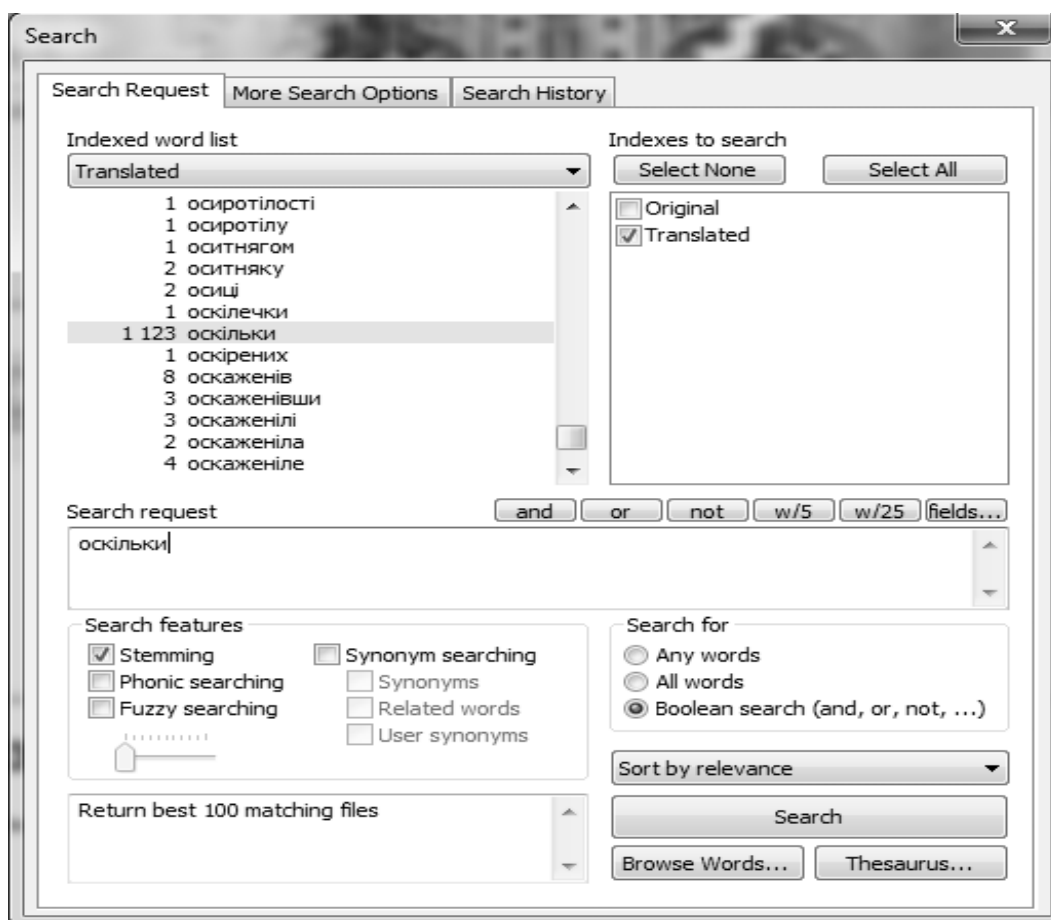 Search
Search Request More Search Options Search History
Indexed word list
Translated
1 осиротілості
1 осиротілу
1 оситнягом
2 оситняку
2 осиці
1 оскілечки
1 123 оскільки
1 оскірених
8 оскаженів
3 оскаженівши
3 оскаженілі
2 оскаженіла
4 оскаженіле
Indexes to search
Select None Select All
Original
Translated
Search request
and or not w/5 w/25 fields...
оскільки
Search features
Stemming
Phonic searching
Fuzzy searching
Synonym searching
Synonyms
Related words
User synonyms
Search for
Any words
All words
Boolean search (and, or, not, ...)
Sort by relevance
Return best 100 matching files
Search
Browse Words... Thesaurus...